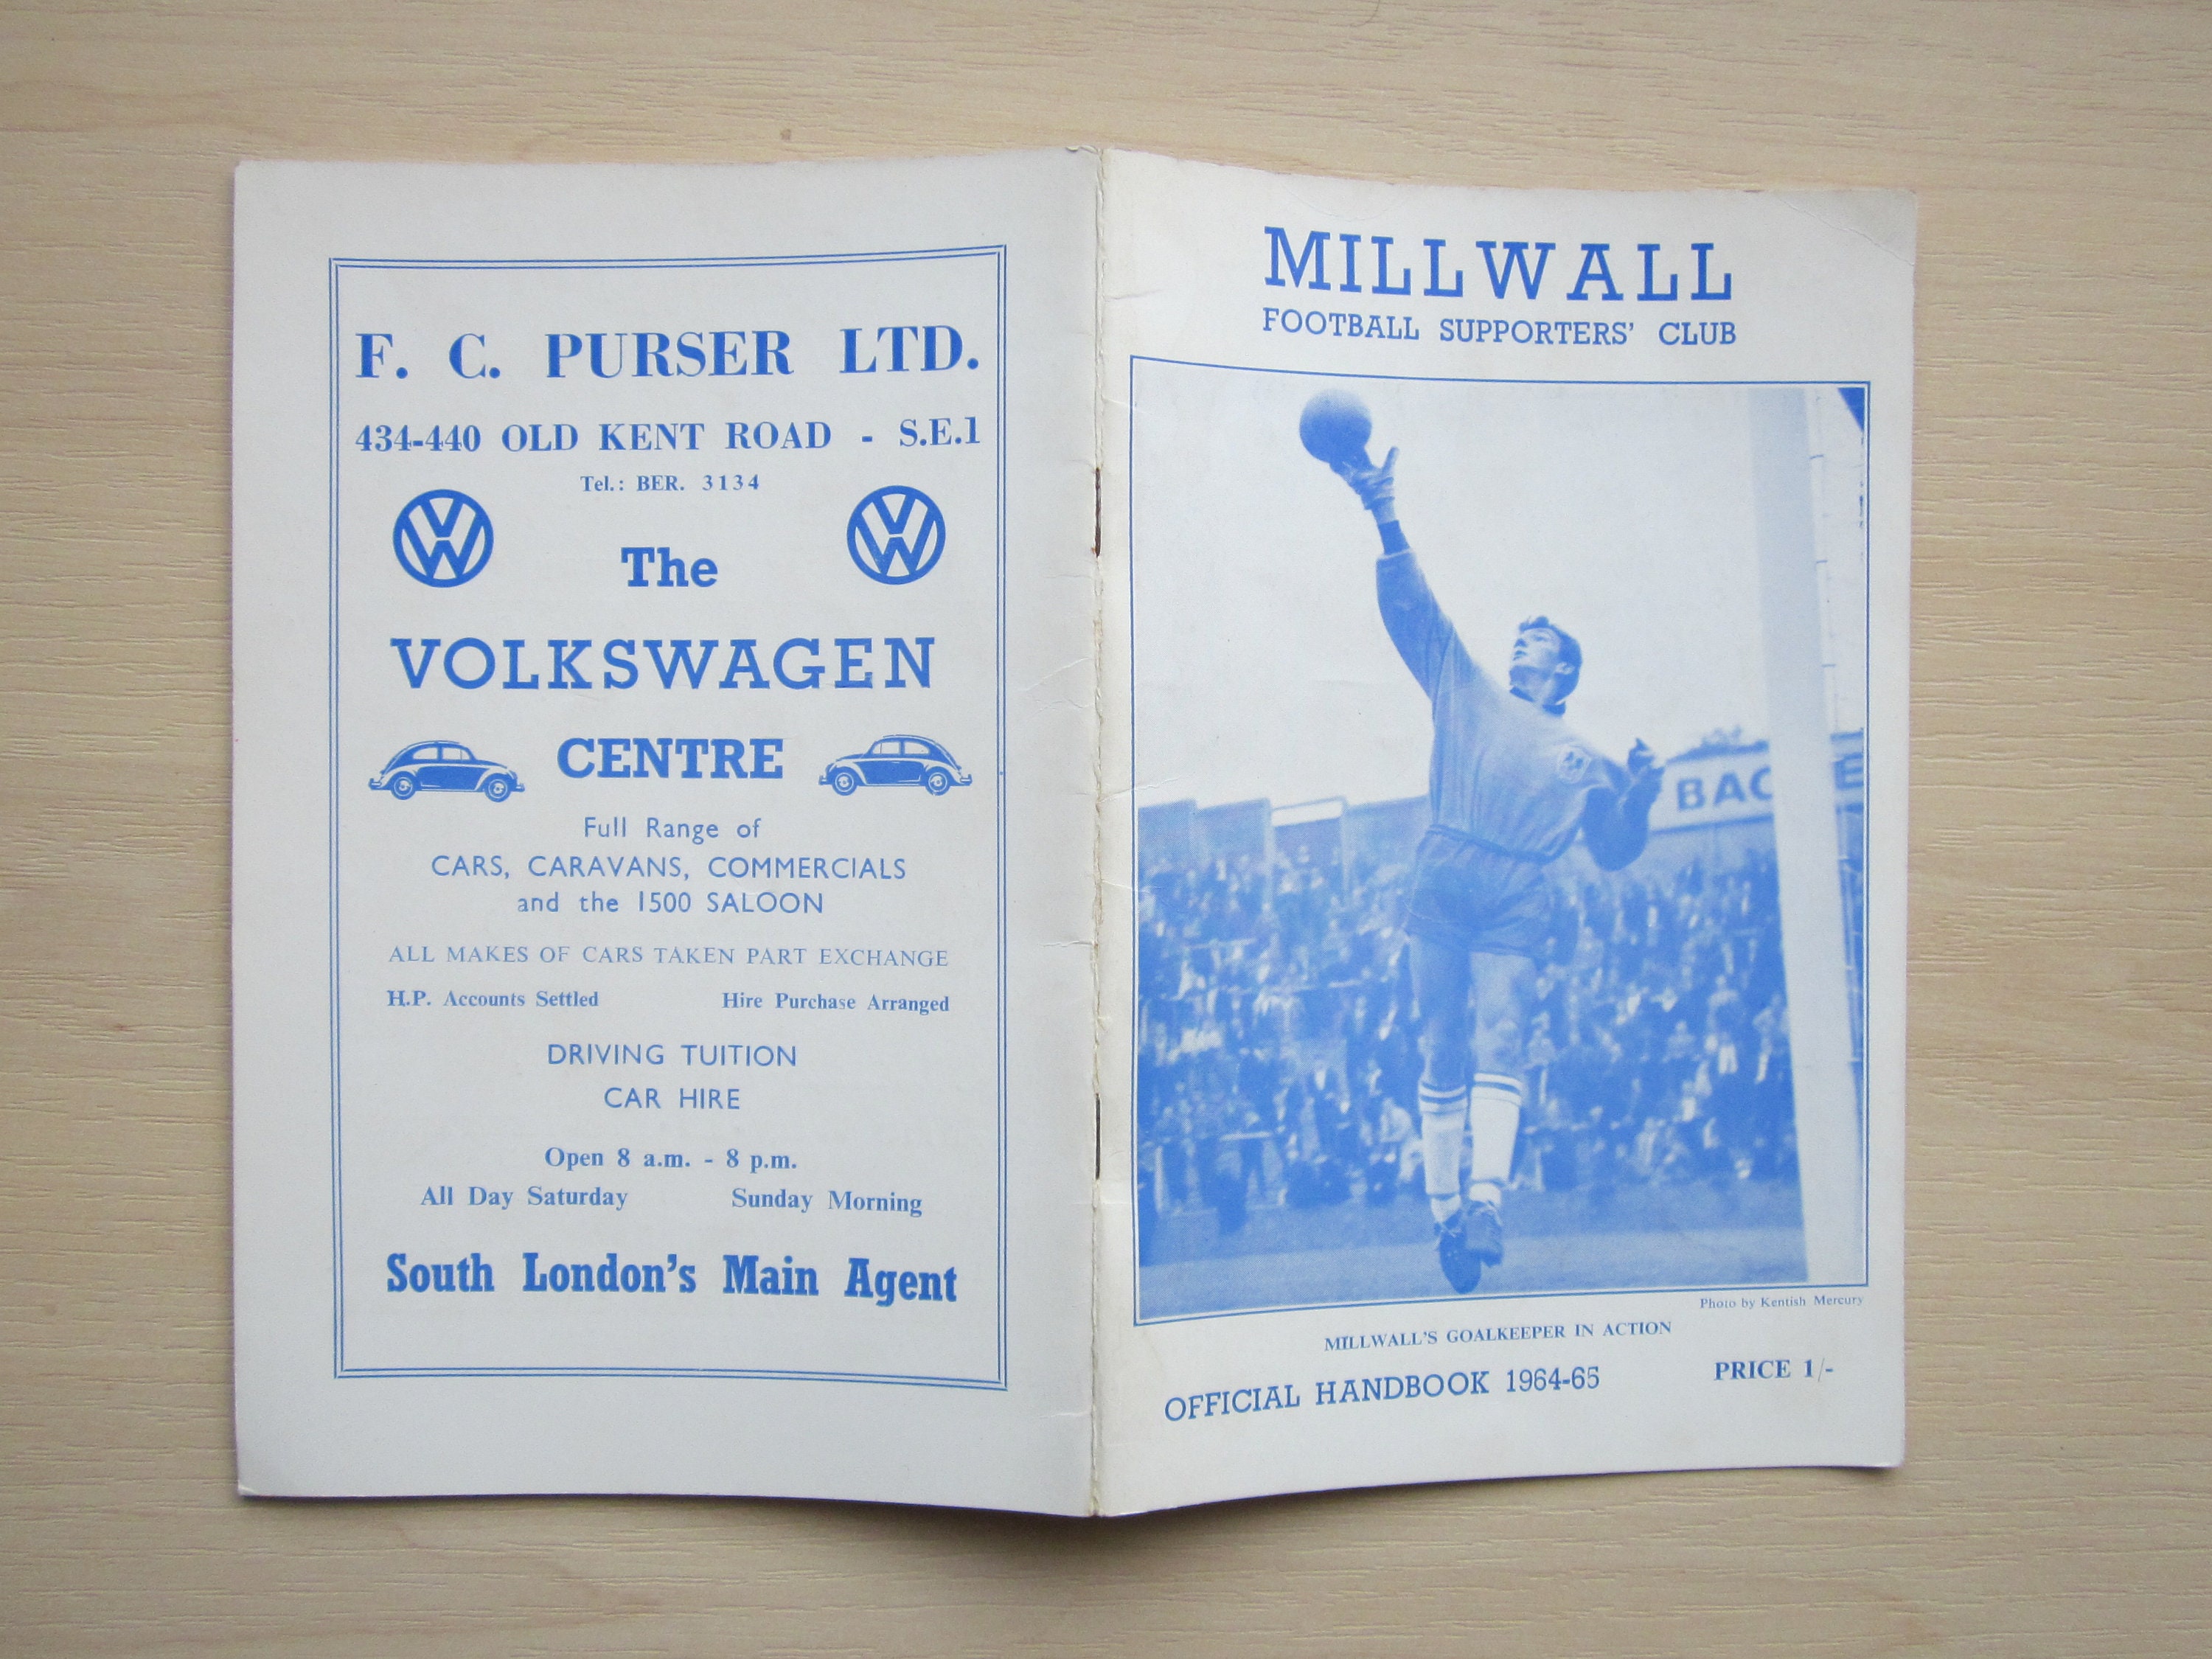 F. C. PURSER LTD.
434-440 OLD KENT ROAD - S.E.1
Tel.: BER. 3134
The
VOLKSWAGEN
CENTRE
Full Range of
CARS, CARAVANS, COMMERCIALS
and the 1500 SALOON
ALL MAKES OF CARS TAKEN PART EXCHANGE
H.P. Accounts Settled Hire Purchase Arranged
DRIVING TUITION
CAR HIRE
Open 8 a.m. - 8 p.m.
All Day Saturday Sunday Morning
South London's Main Agent
MILLWALL
FOOTBALL SUPPORTERS' CLUB
Photo by Kentish Mercury
MILLWALL'S GOALKEEPER IN ACTION
OFFICIAL HANDBOOK 1964-65 PRICE 1/-